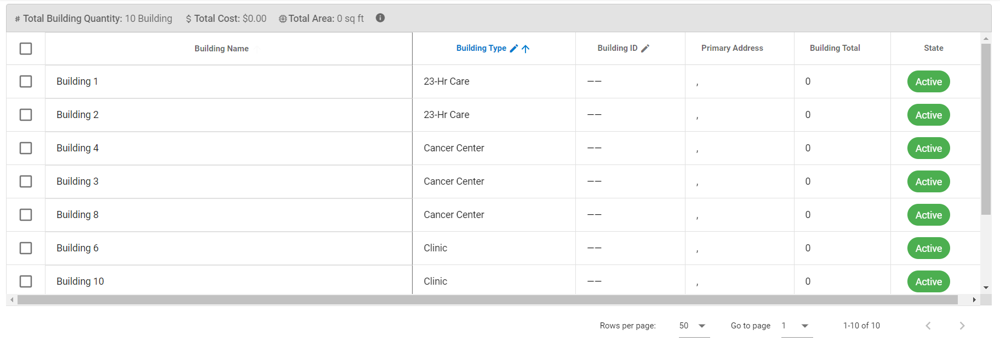 # Total Building Quantity: 10 Building $ Total Cost: $0.00 Total Area: 0 sq ft
Building Name Building Type Building ID Primary Address Building Total State
Building 1 23-Hr Care —— , 0 Active
Building 2 23-Hr Care —— , 0 Active
Building 4 Cancer Center —— , 0 Active
Building 3 Cancer Center —— , 0 Active
Building 8 Cancer Center —— , 0 Active
Building 6 Clinic —— , 0 Active
Building 10 Clinic —— , 0 Active
Rows per page: 50 Go to page 1 1-10 of 10